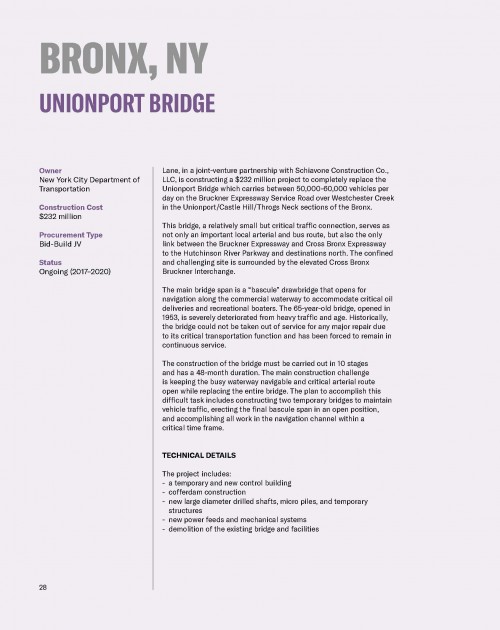 BRONX, NY
UNIONPORT BRIDGE
Owner
New York City Department of
Transportation
Construction Cost
$232 million
Procurement Type
Bid-Build JV
Status
Ongoing (2017-2020)
Lane, in a joint-venture partnership with Schiavone Construction Co.,
LLC, is constructing a $232 million project to completely replace the
Unionport Bridge which carries between 50,000-60,000 vehicles per
day on the Bruckner Expressway Service Road over Westchester Creek
in the Unionport/Castle Hill/Throgs Neck sections of the Bronx.
This bridge, a relatively small but critical traffic connection, serves as
not only an important local arterial and bus route, but also the only
link between the Bruckner Expressway and Cross Bronx Expressway
to the Hutchinson River Parkway and destinations north. The confined
and challenging site is surrounded by the elevated Cross Bronx
Bruckner Interchange.
The main bridge span is a “bascule” drawbridge that opens for
navigation along the commercial waterway to accommodate critical oil
deliveries and recreational boaters. The 65-year-old bridge, opened in
1953, is severely deteriorated from heavy traffic and age. Historically,
the bridge could not be taken out of service for any major repair due
to its critical transportation function and has been forced to remain in
continuous service.
The construction of the bridge must be carried out in 10 stages
and has a 48-month duration. The main construction challenge
is keeping the busy waterway navigable and critical arterial route
open while replacing the entire bridge. The plan to accomplish this
difficult task includes constructing two temporary bridges to maintain
vehicle traffic, erecting the final bascule span in an open position,
and accomplishing all work in the navigation channel within a
critical time frame.
TECHNICAL DETAILS
The project includes:
- a temporary and new control building
- cofferdam construction
- new large diameter drilled shafts, micro piles, and temporary
structures
- new power feeds and mechanical systems
- demolition of the existing bridge and facilities
28